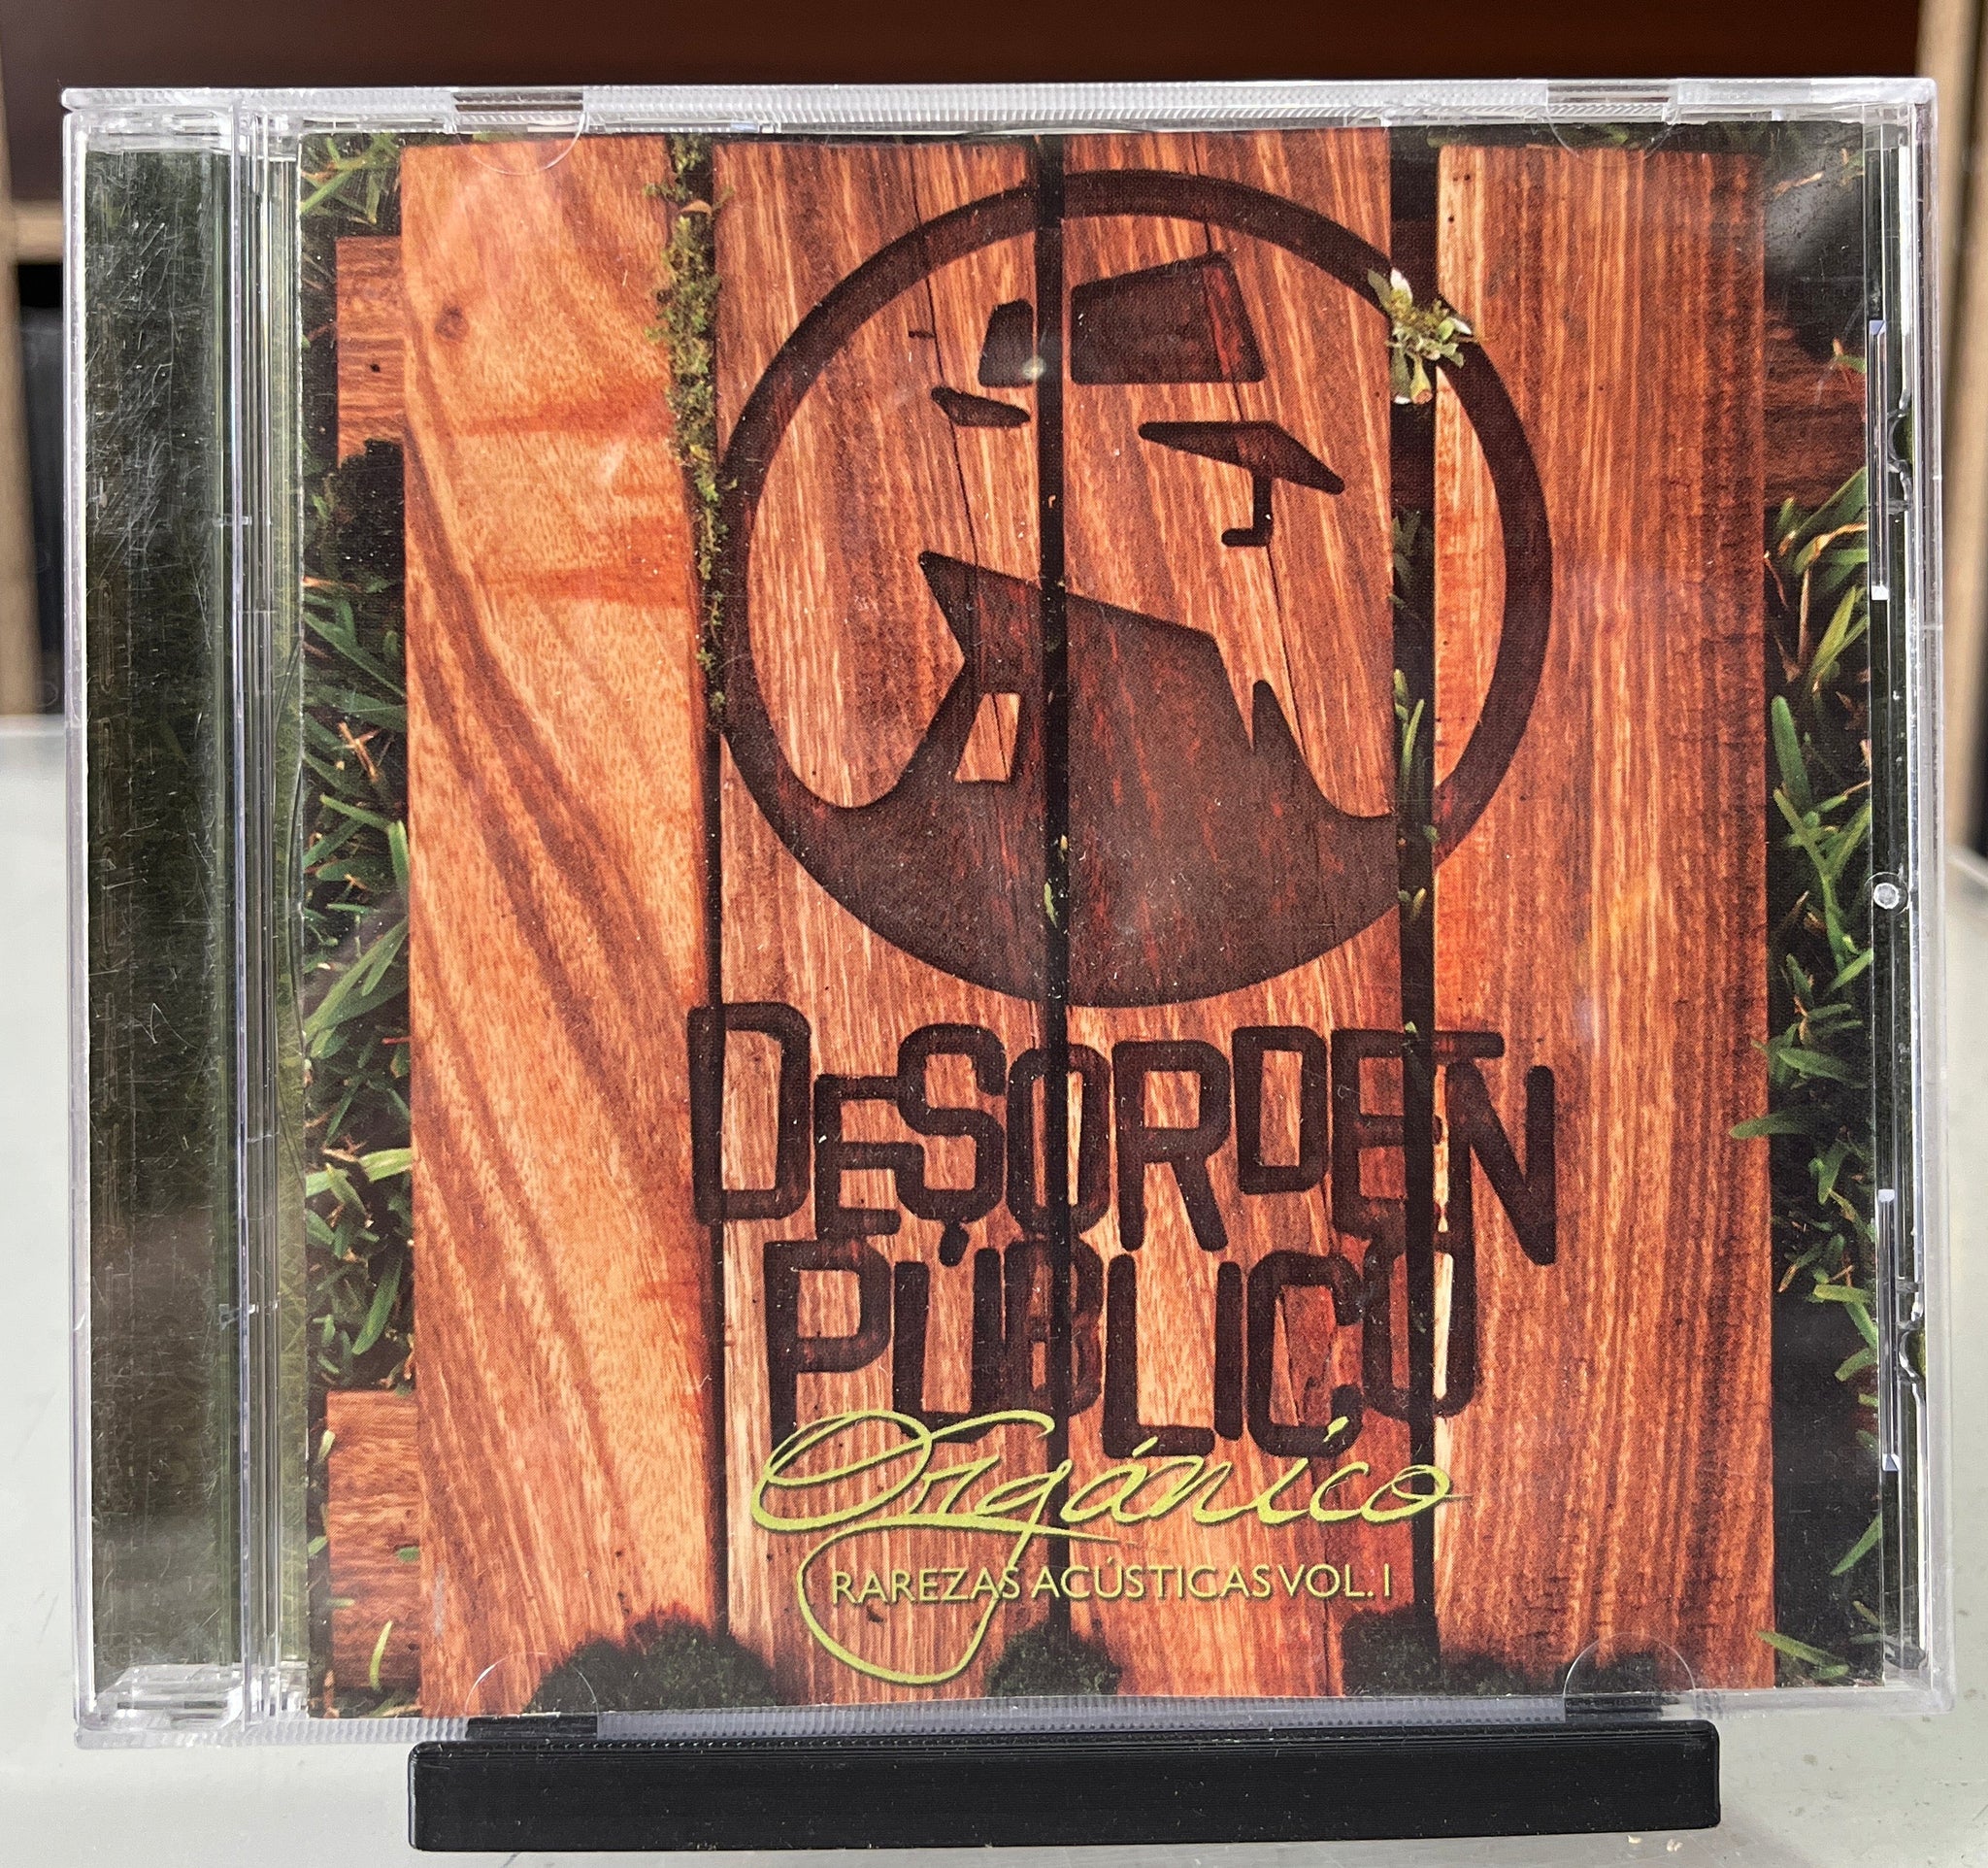 DESORDEN
PÚBLICO
Orgánico
RAREZAS ACÚSTICAS VOL. I